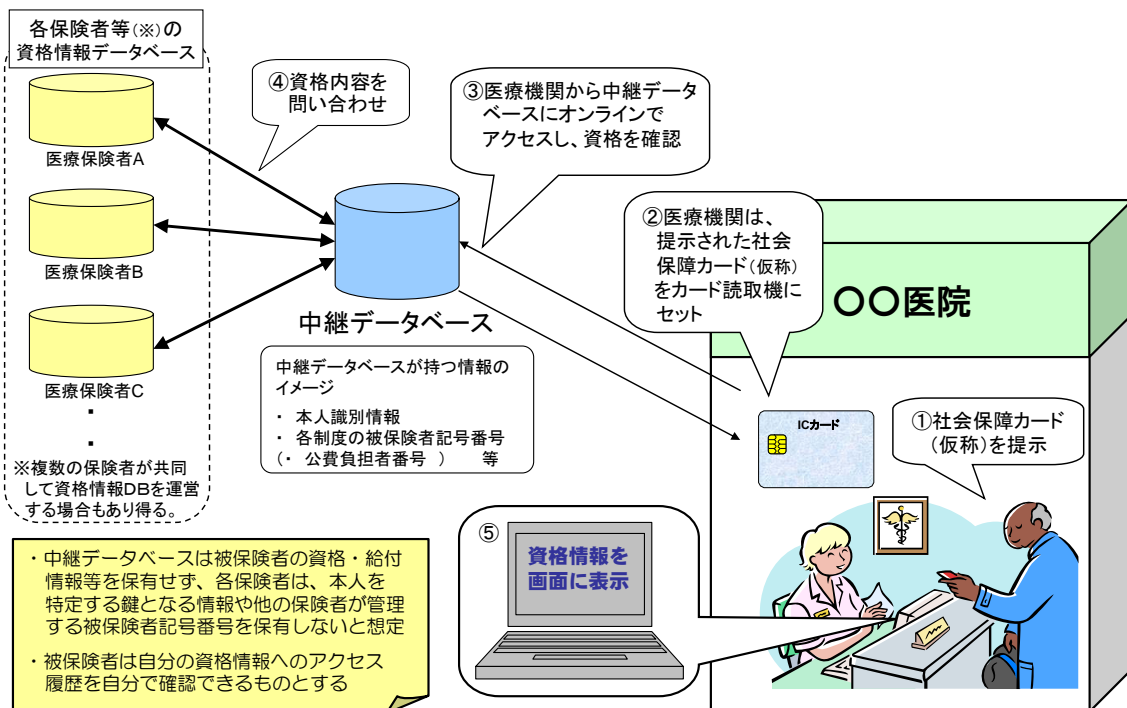 各保険者等(※)の
資格情報データベース
医療保険者A
医療保険者B
医療保険者C
・
・
※複数の保険者が共同
して資格情報DBを運営
する場合もあり得る。
④資格内容を
問い合わせ
③医療機関から中継データ
ベースにオンラインで
アクセスし、資格を確認
②医療機関は、
提示された社会
保障カード(仮称)
をカード読取機に
セット
〇〇医院
中継データベース
中継データベースが持つ情報の
イメージ
・ 本人識別情報
・ 各制度の被保険者記号番号
(・ 公費負担者番号 ) 等
ICカード
①社会保障カード
(仮称)を提示
⑤
資格情報を
画面に表示
・中継データベースは被保険者の資格・給付
情報等を保有せず、各保険者は、本人を
特定する鍵となる情報や他の保険者が管理
する被保険者記号番号を保有しないと想定
・被保険者は自分の資格情報へのアクセス
履歴を自分で確認できるものとする